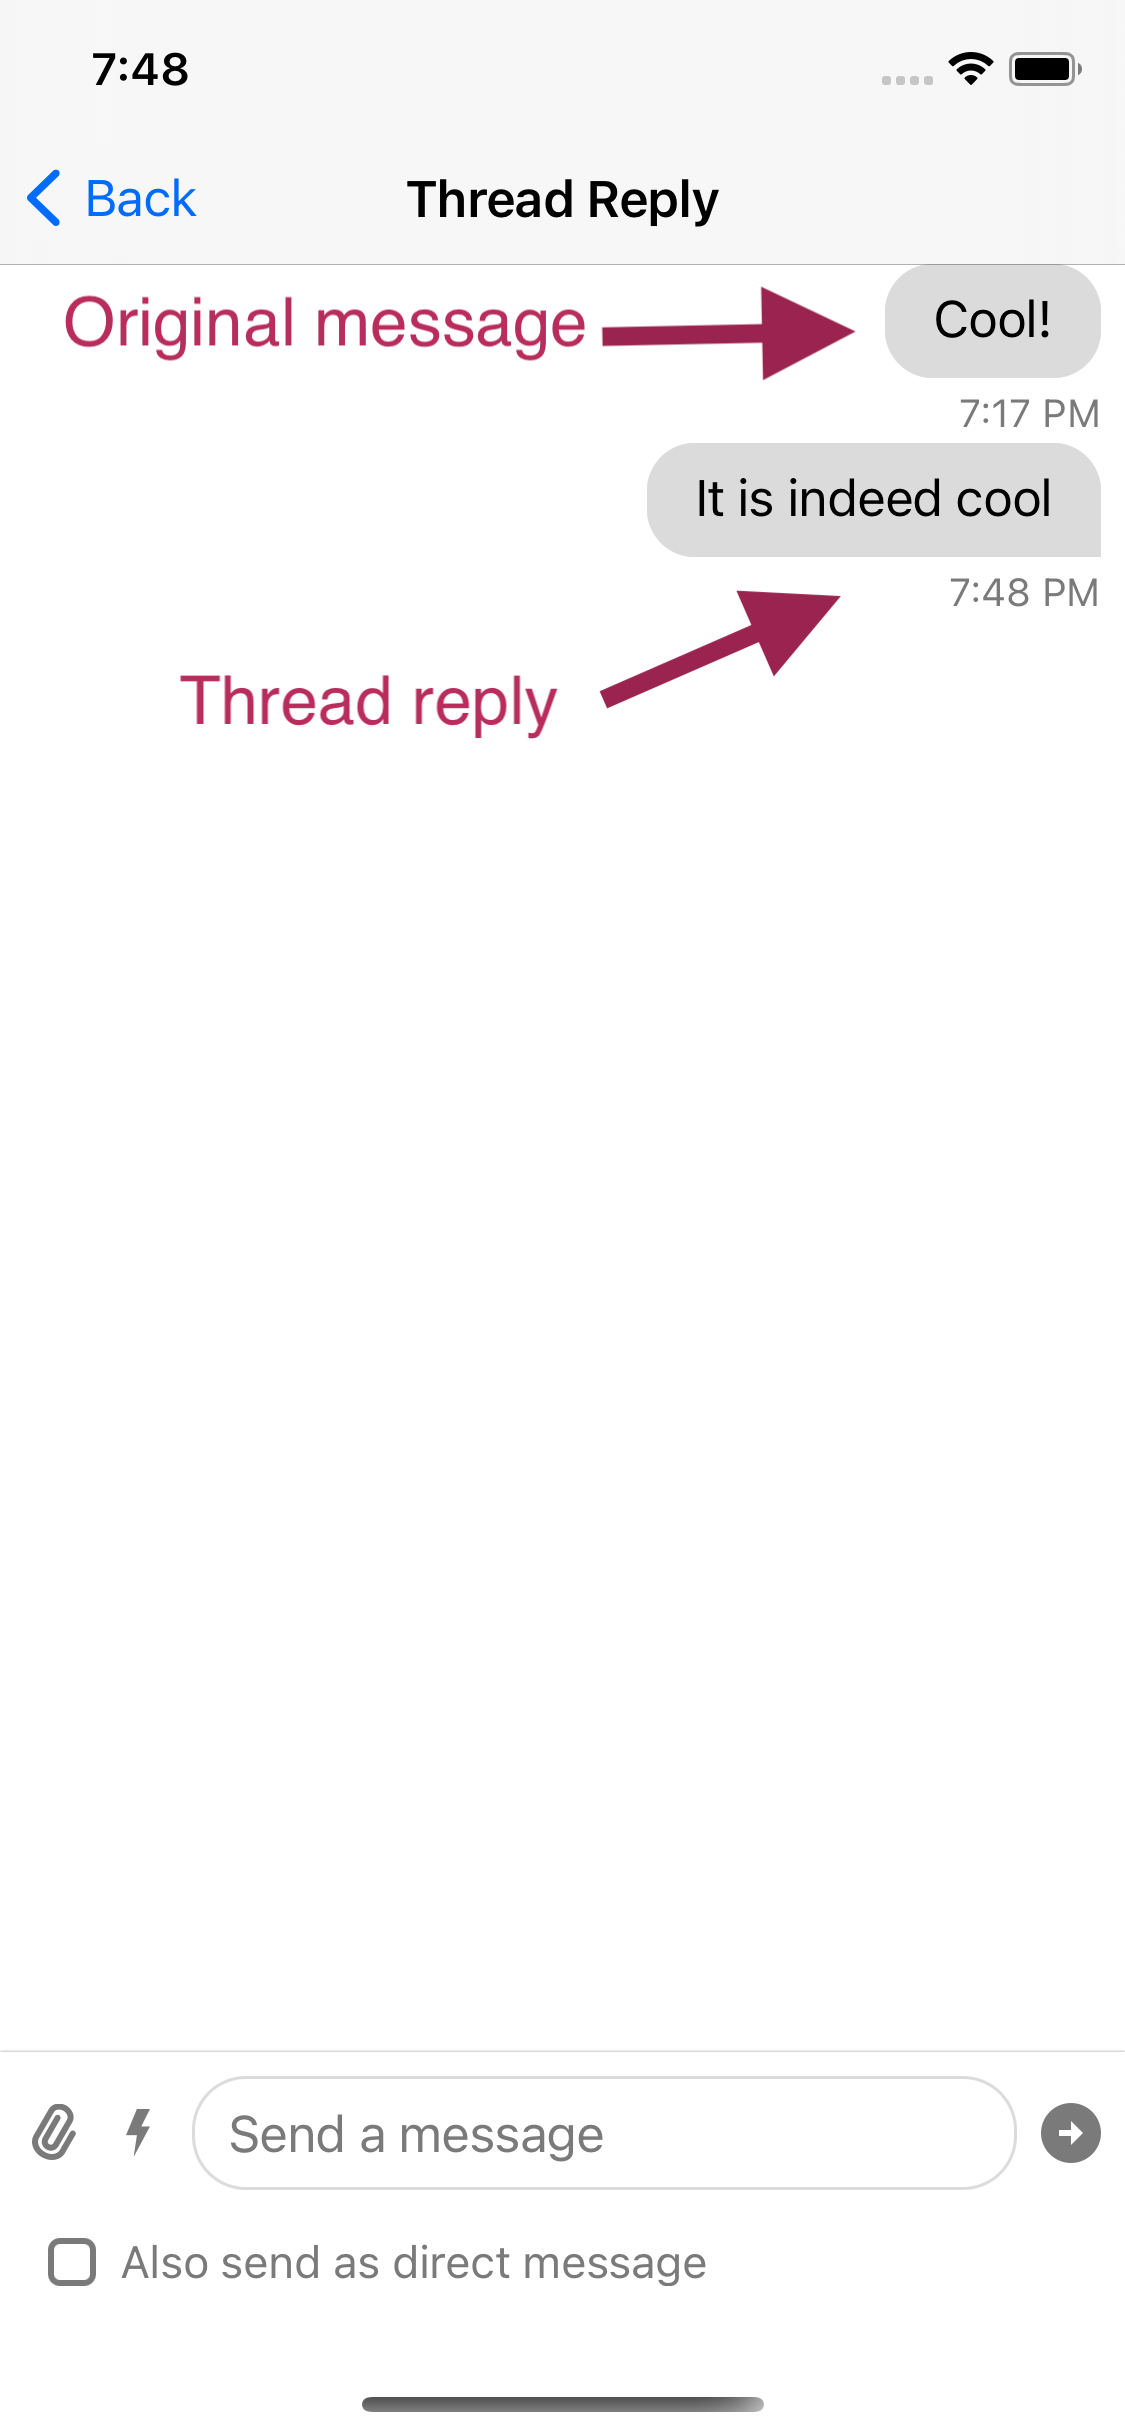 7:48
Back
Thread Reply
Original message
Cool!
7:17 PM
It is indeed cool
7:48 PM
Thread reply
Send a message
Also send as direct message